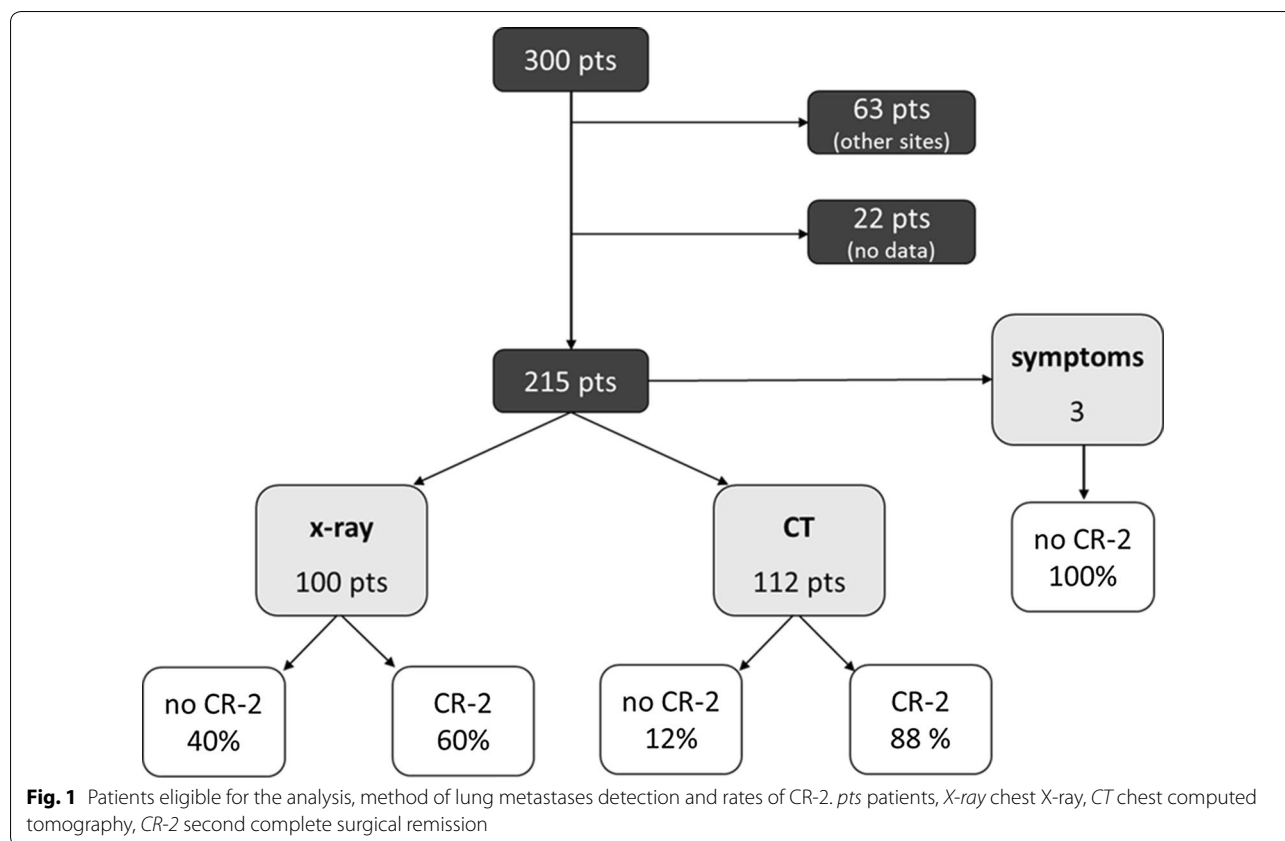 300 pts
63 pts
(other sites)
22 pts
(no data)
215 pts
symptoms
3
x-ray
100 pts
CT
112 pts
no CR-2
100%
no CR-2
40%
CR-2
60%
no CR-2
12%
CR-2
88 %
Fig. 1 Patients eligible for the analysis, method of lung metastases detection and rates of CR-2. pts patients, X-ray chest X-ray, CT chest computed
tomography, CR-2 second complete surgical remission